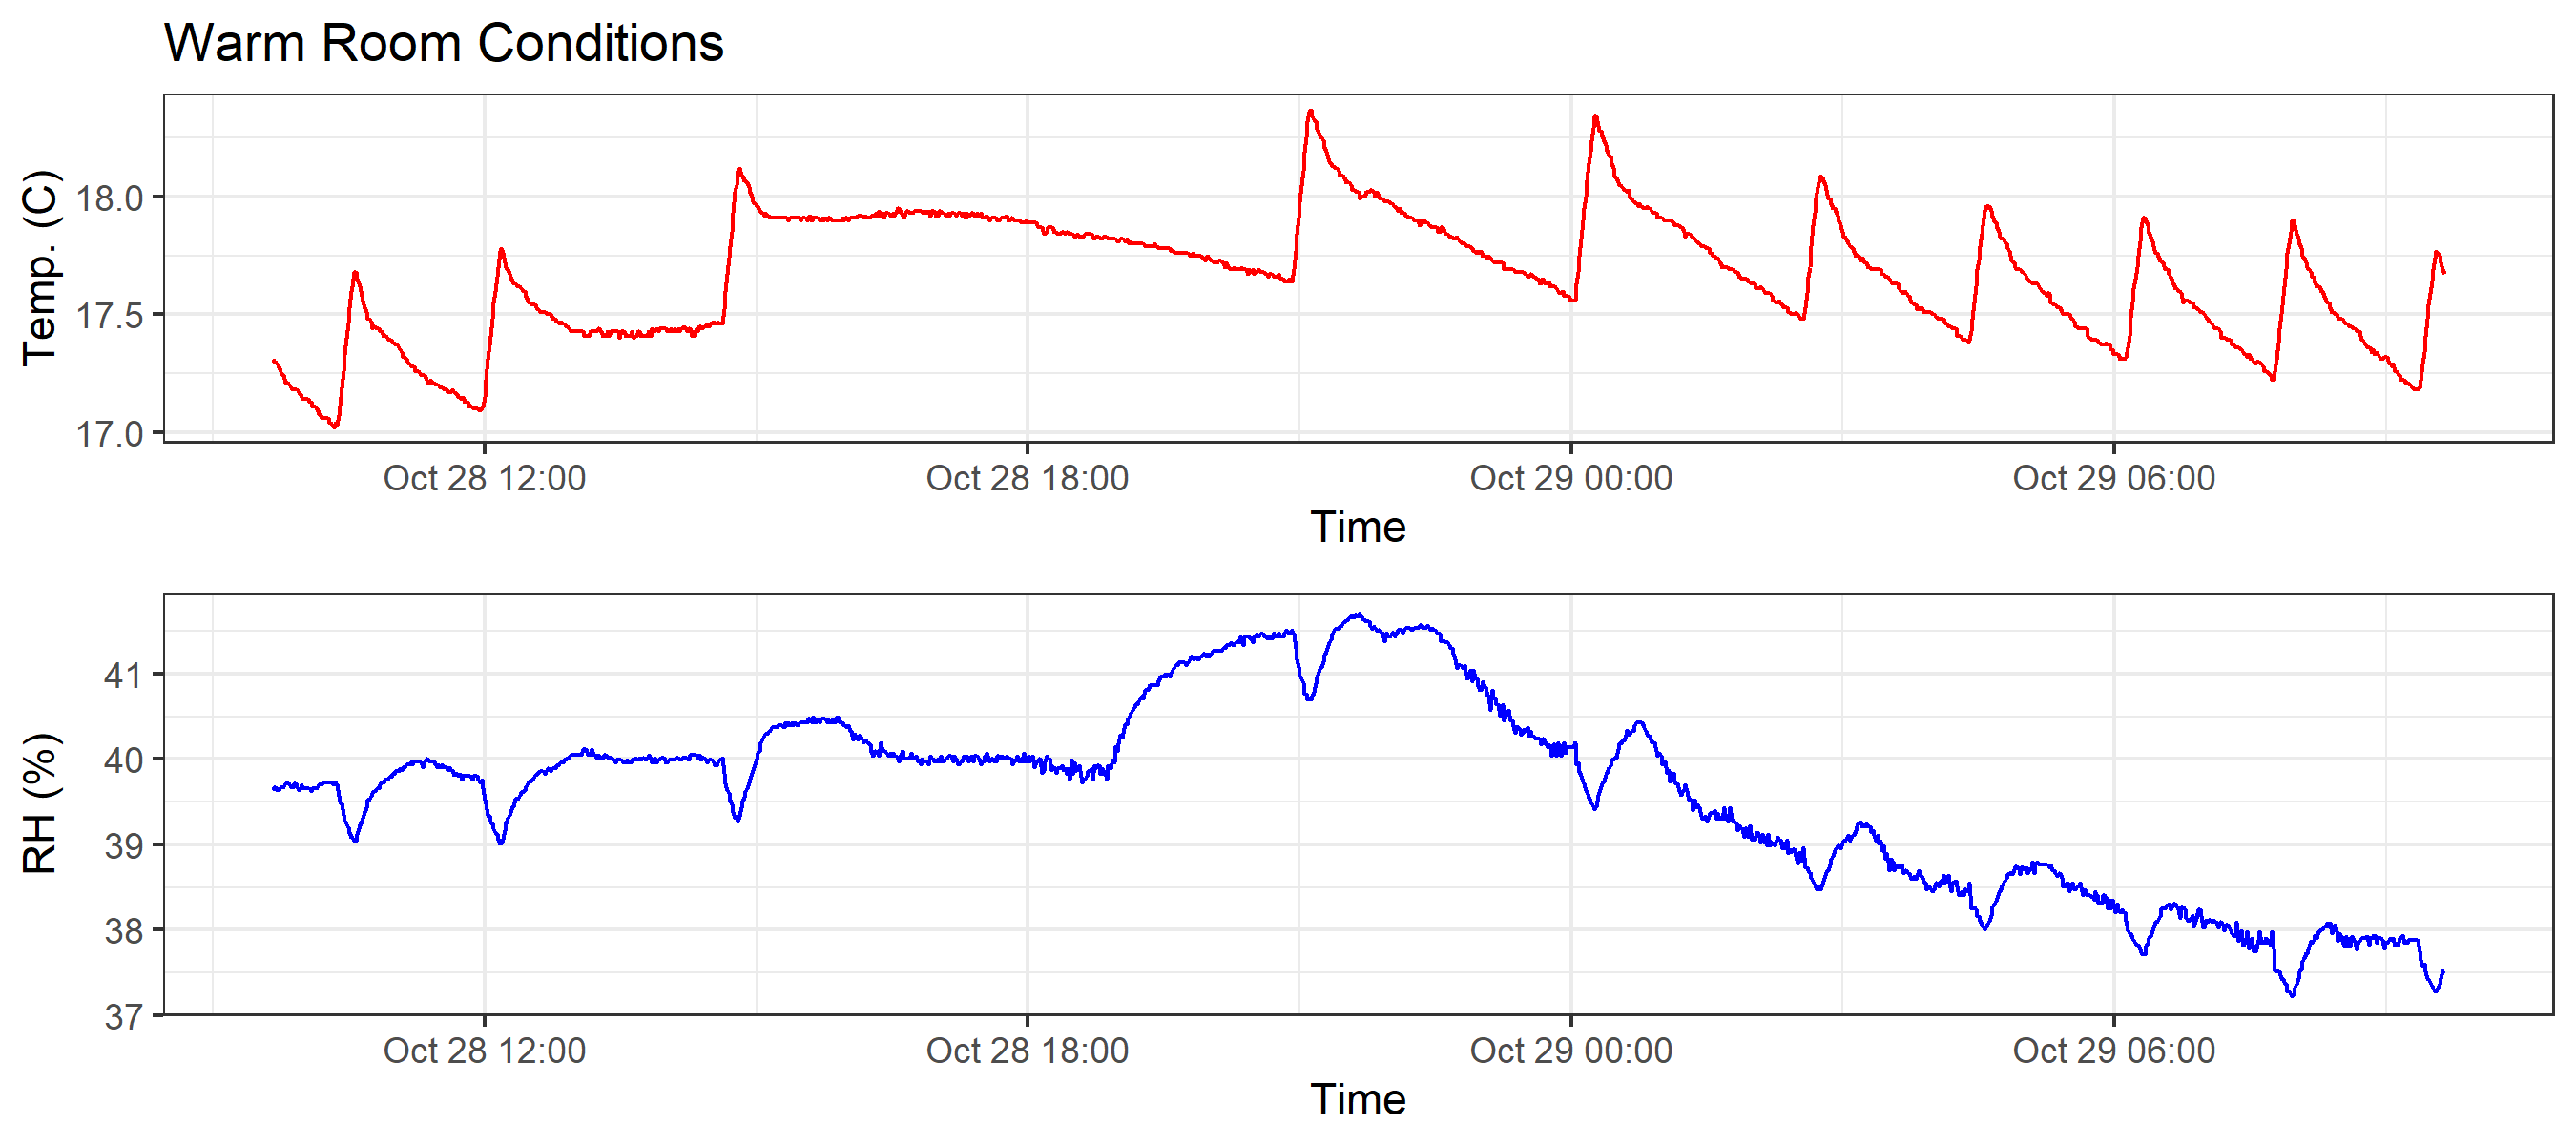 Warm Room Conditions
Temp. (C)
18.0
17.5
17.0
Oct 28 12:00 Oct 28 18:00 Oct 29 00:00 Oct 29 06:00
Time
RH (%)
41
40
39
38
37
Oct 28 12:00 Oct 28 18:00 Oct 29 00:00 Oct 29 06:00
Time